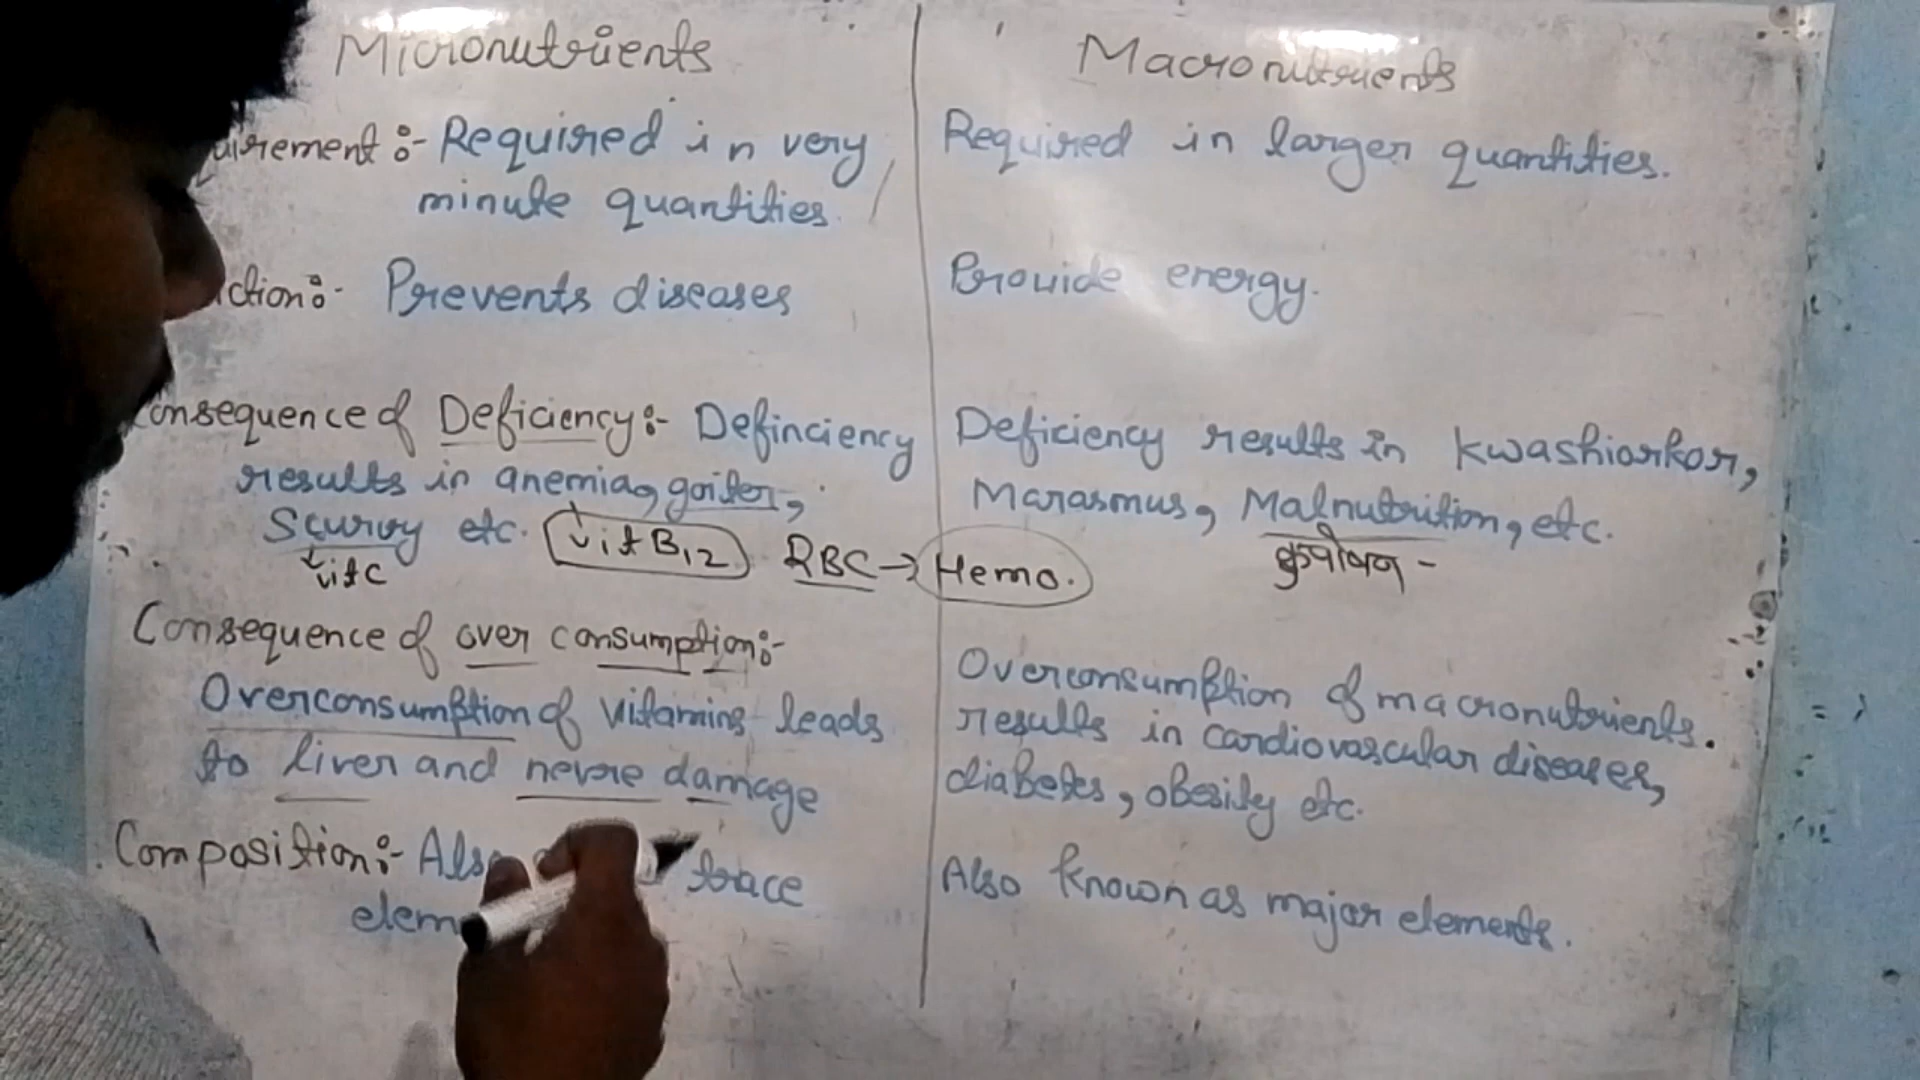 Micronutrients
Macronutrients
uirement :- Required in very
minute quantities.
Required in larger quantities.
ction :- Prevents diseases
Provide energy.
onsequence of Deficiency :- Definciency
results in anemia, goiter,
Scurvy etc.
vit B12
RBC → Hemo.
vit C
Deficiency results in kwashiorkor,
Marasmus, Malnutrition, etc.
कुपोषण -
Consequence of over consumption :-
Overconsumption of vitamins leads
to liver and nevre damage
Overconsumption of macronutrients.
results in cardiovascular diseases,
diabetes, obesity etc.
Composition :- Also trace
elem
Also known as major elements.